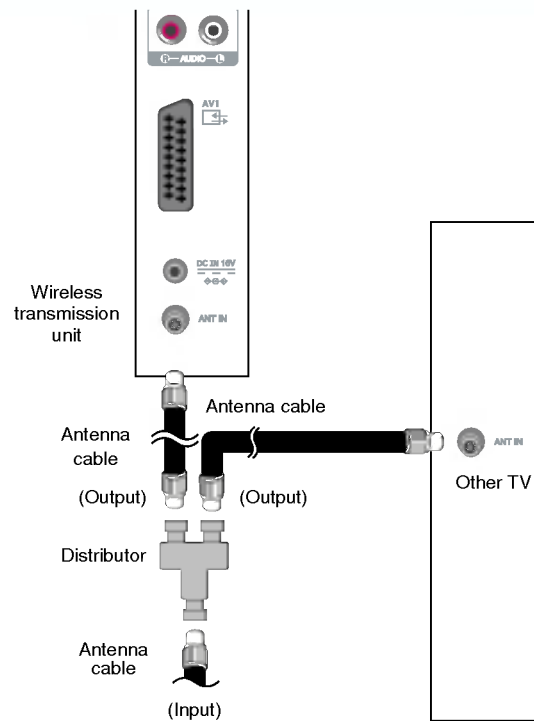 R AUDIO L
AV1
DC IN 16V
Wireless
transmission
unit
ANT IN
Antenna cable
Antenna
cable
ANT IN
Other TV
(Output)
(Output)
Distributor
Antenna
cable
(Input)